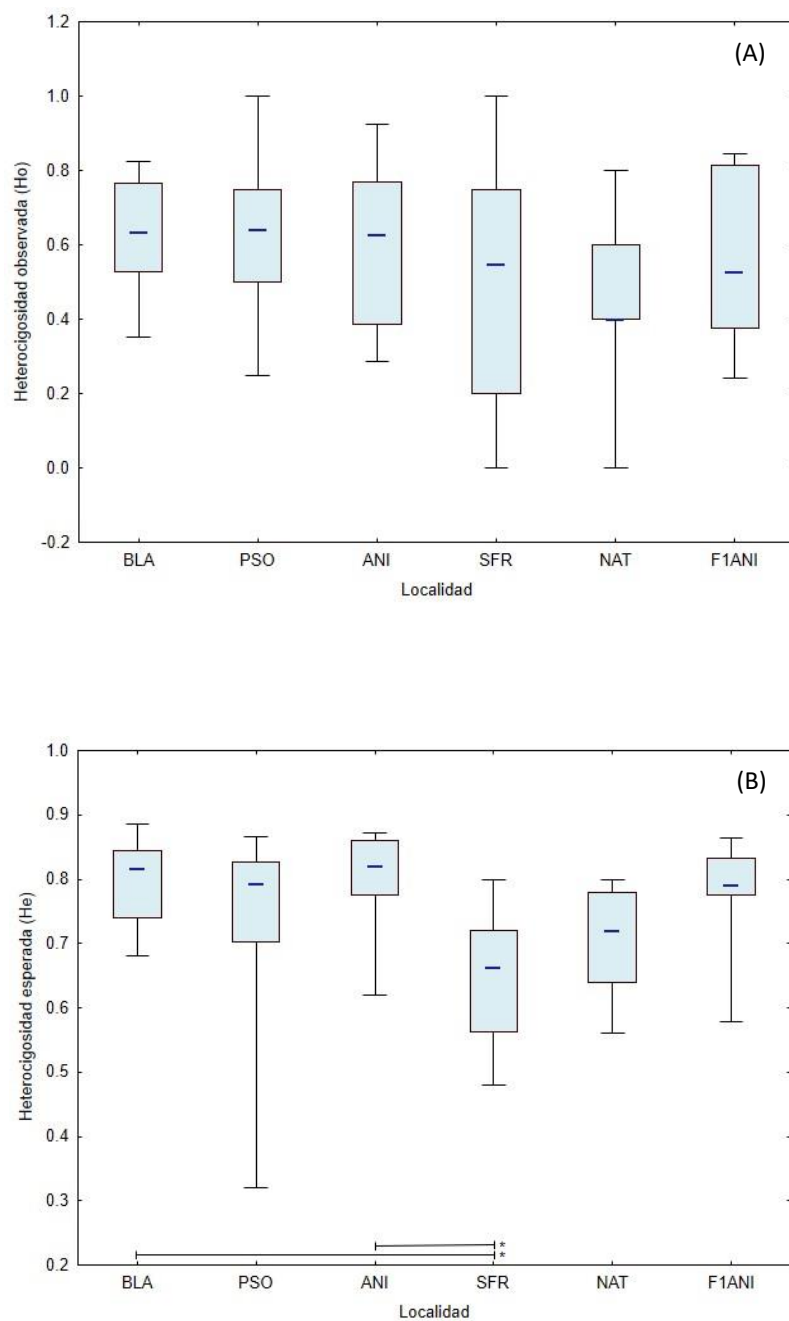 (A)
Heterocigosidad observada (Ho)
1.2
1.0
0.8
0.6
0.4
0.2
0.0
-0.2
BLA PSO ANI SFR NAT F1ANI
Localidad
(B)
Heterocigosidad esperada (He)
1.0
0.9
0.8
0.7
0.6
0.5
0.4
0.3
0.2
*
*
BLA PSO ANI SFR NAT F1ANI
Localidad